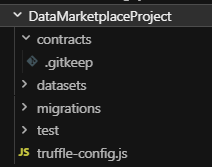 DataMarketplaceProject
contracts
.gitkeep
datasets
migrations
test
JS truffle-config.js